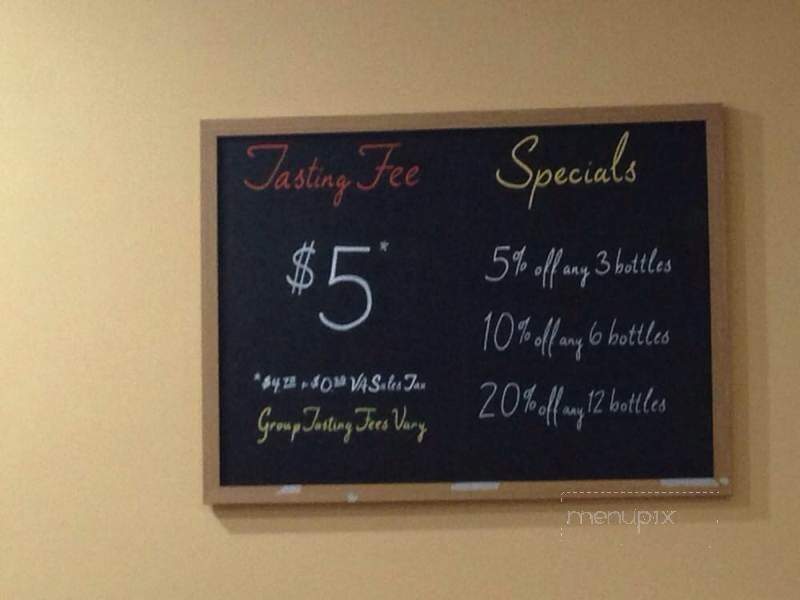 Tasting Fee
$5*
VA Sales Tax
Group Tasting Fees Vary
Specials
5% off any 3 bottles
10% off any 6 bottles
20% off any 12 bottles
menupix